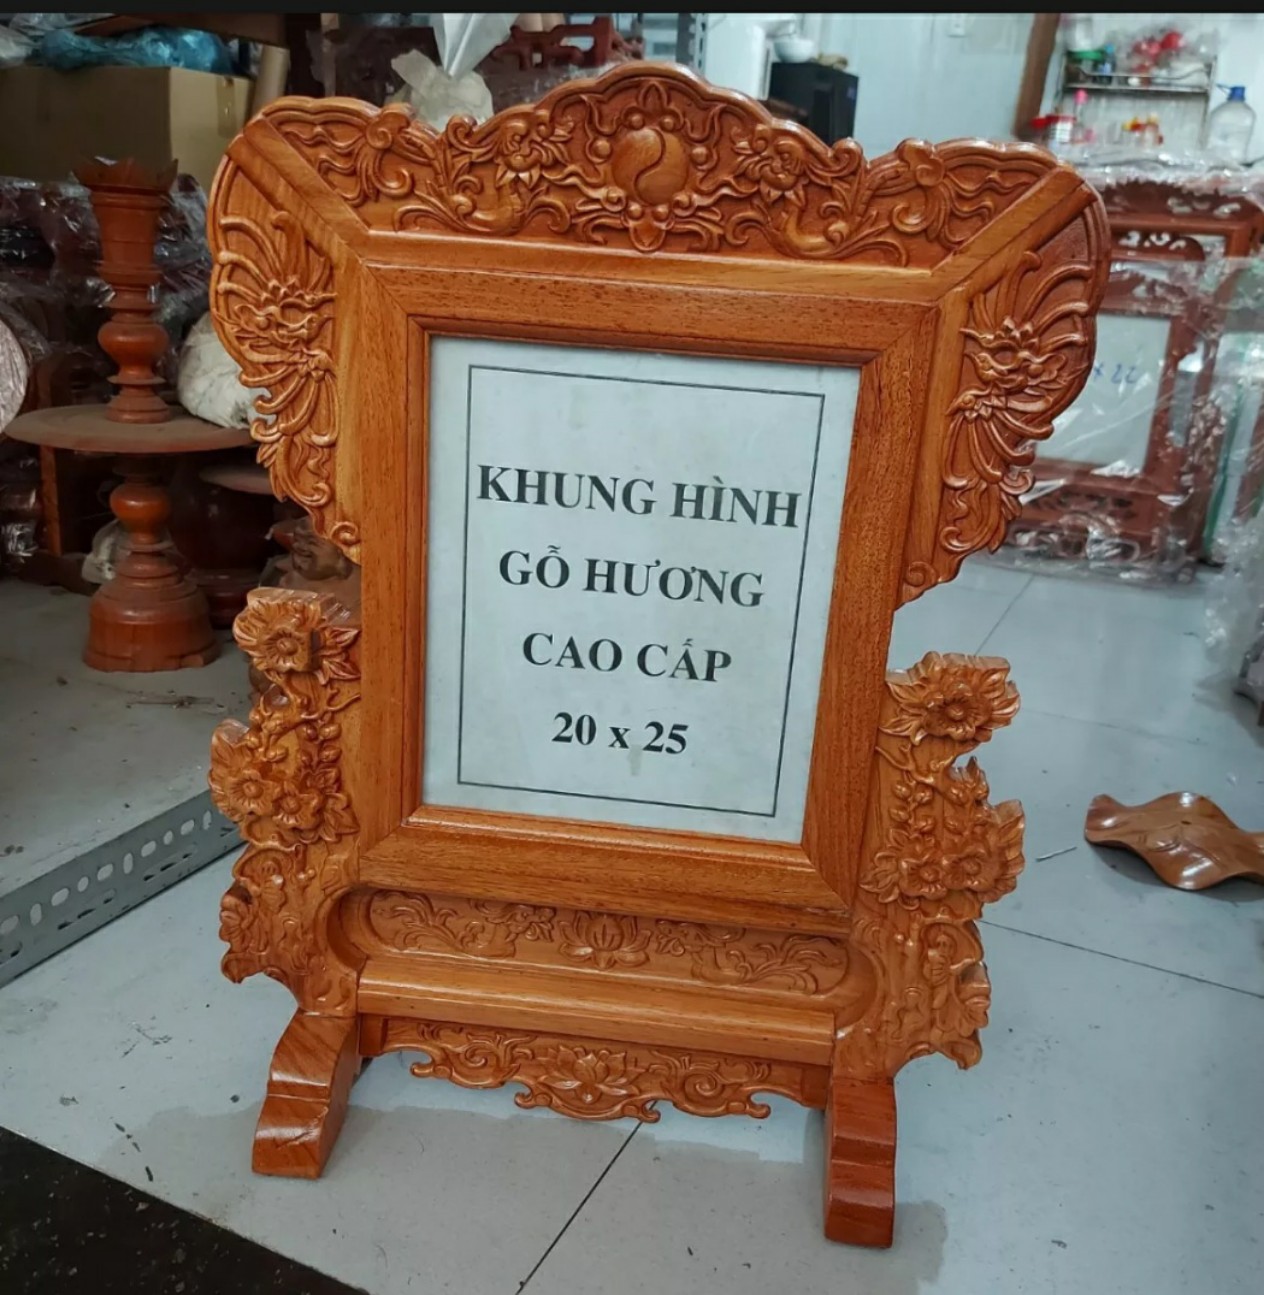 KHUNG HÌNH
GỖ HƯƠNG
CAO CẤP
20 x 25